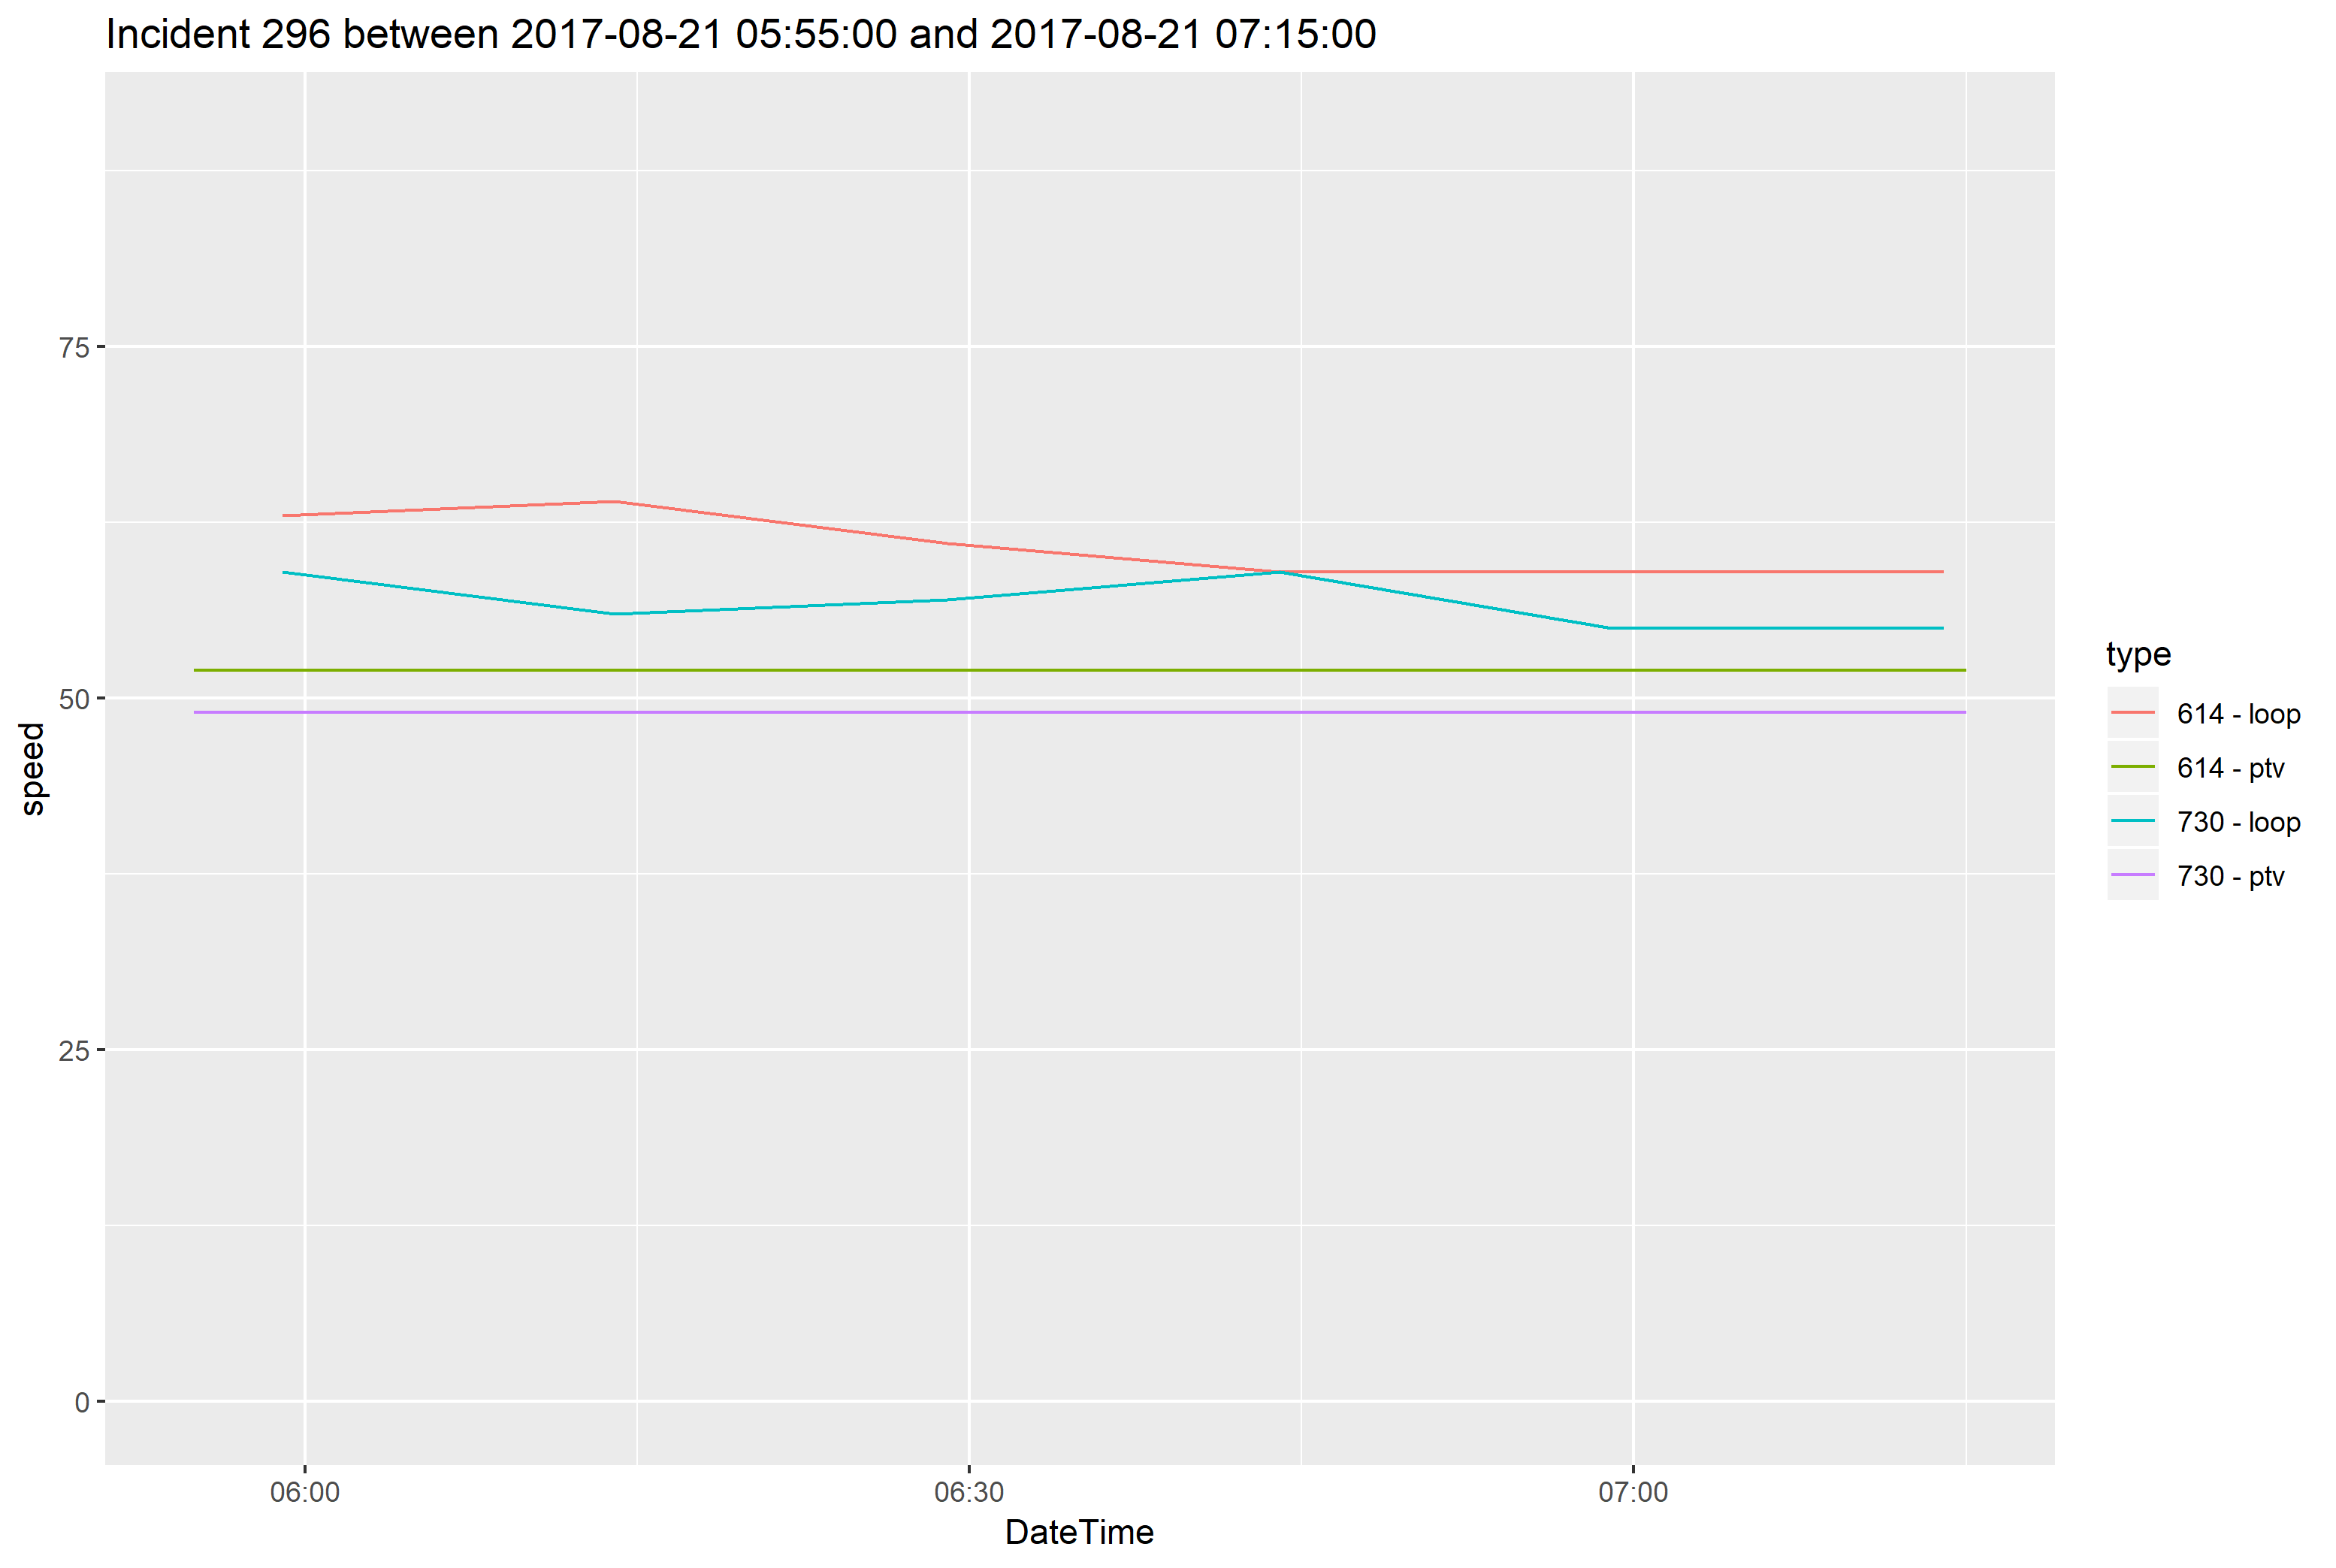 Incident 296 between 2017-08-21 05:55:00 and 2017-08-21 07:15:00
75
50
25
0
speed
06:00
06:30
07:00
DateTime
type
614 - loop
614 - ptv
730 - loop
730 - ptv